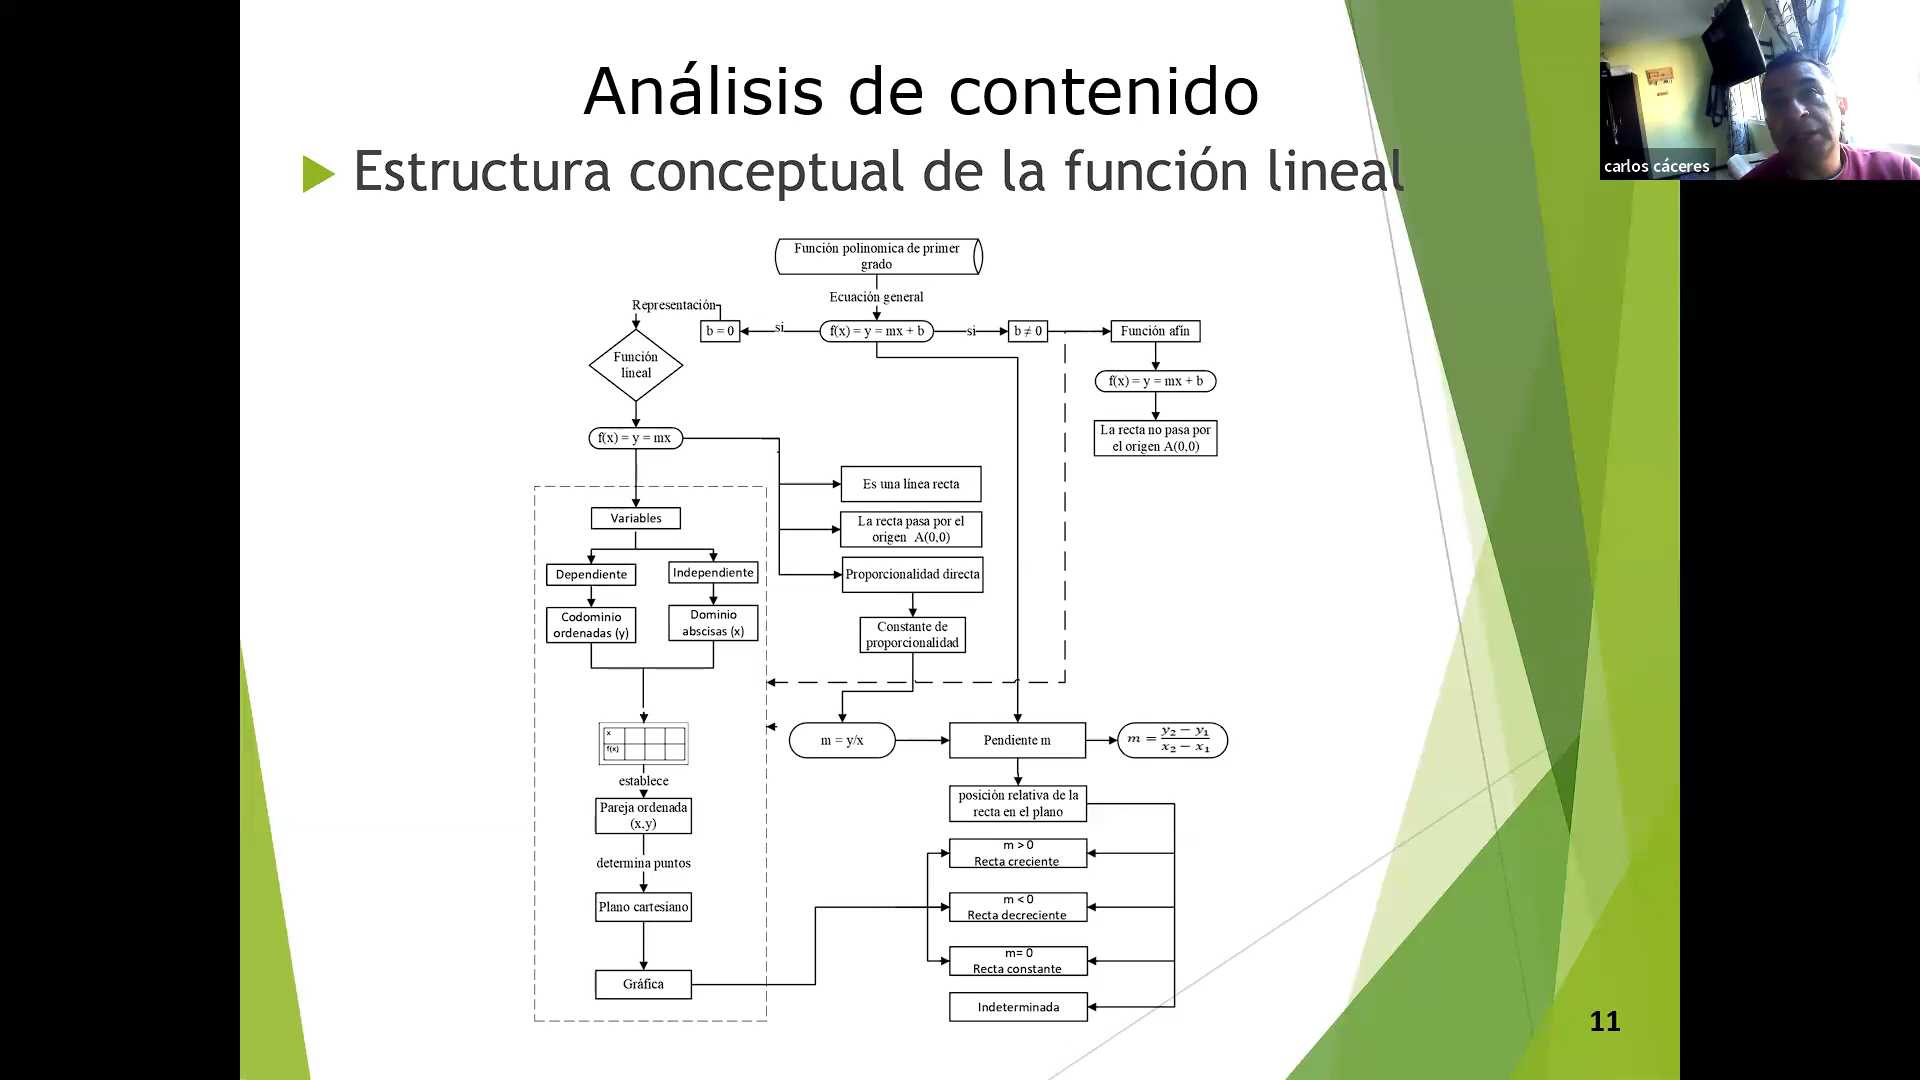 Análisis de contenido
Estructura conceptual de la función lineal
carlos cáceres
Función polinomica de primer
grado
Ecuación general
Representación
b = 0
si
f(x) = y = mx + b
si
b ≠ 0
Función afín
Función
lineal
f(x) = y = mx + b
La recta no pasa por
el origen A(0,0)
f(x) = y = mx
Es una línea recta
La recta pasa por el
origen A(0,0)
Proporcionalidad directa
Constante de
proporcionalidad
Variables
Dependiente
Independiente
Codominio
ordenadas (y)
Dominio
abscisas (x)
x
f(x)
establece
Pareja ordenada
(x,y)
determina puntos
Plano cartesiano
Gráfica
m = y/x
Pendiente m
m = y₂ − y₁
x₂ − x₁
posición relativa de la
recta en el plano
m > 0
Recta creciente
m < 0
Recta decreciente
m= 0
Recta constante
Indeterminada
11